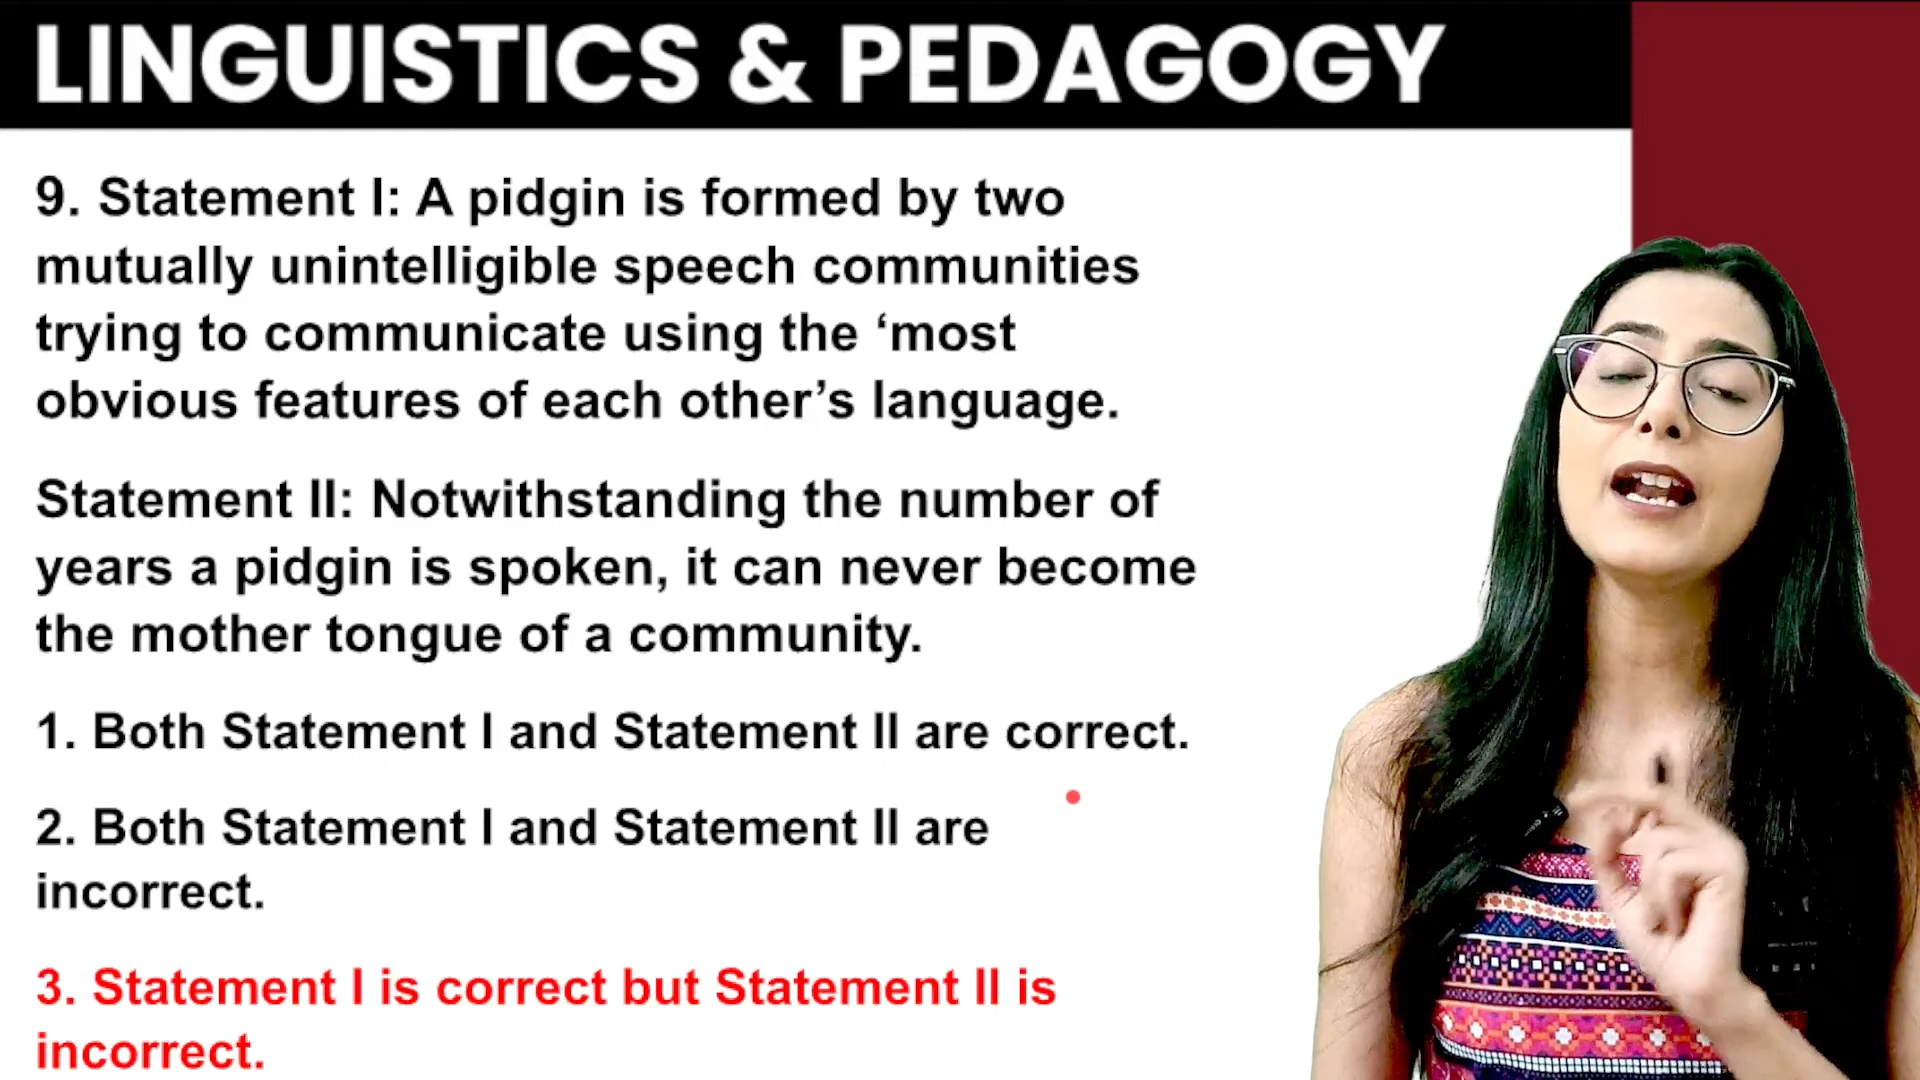 LINGUISTICS & PEDAGOGY
9. Statement I: A pidgin is formed by two
mutually unintelligible speech communities
trying to communicate using the ‘most
obvious features of each other’s language.
Statement II: Notwithstanding the number of
years a pidgin is spoken, it can never become
the mother tongue of a community.
1. Both Statement I and Statement II are correct.
2. Both Statement I and Statement II are
incorrect.
3. Statement I is correct but Statement II is
incorrect.